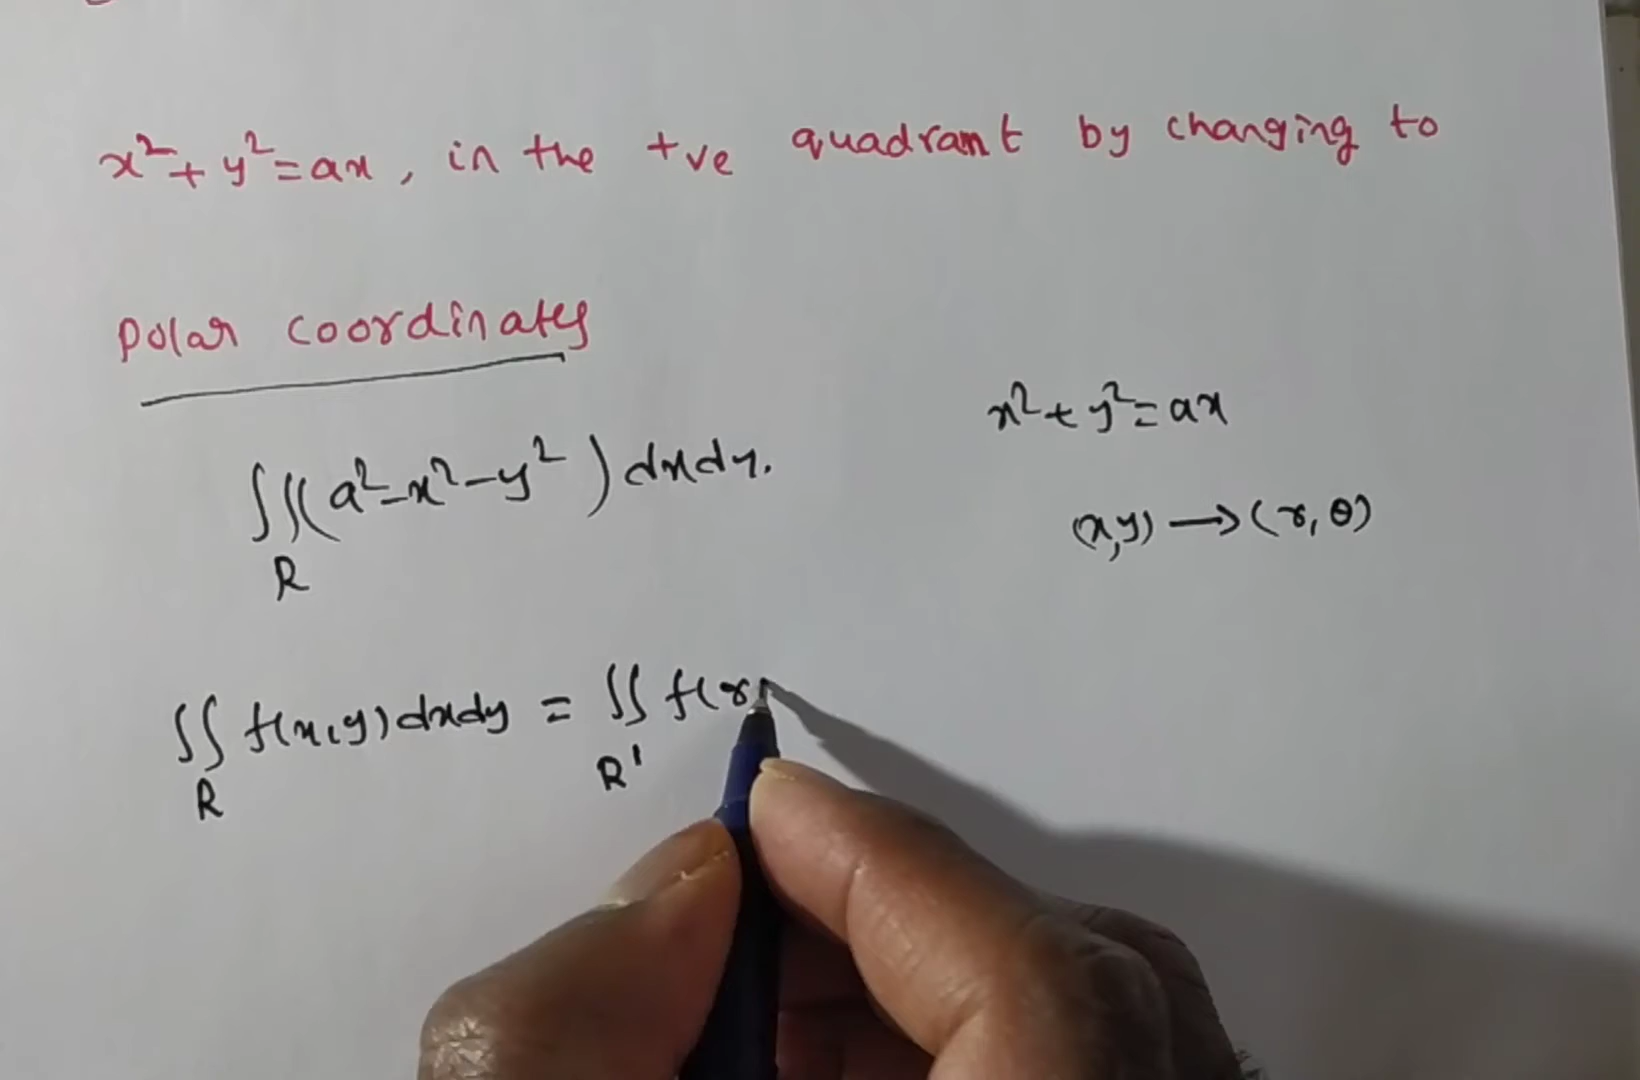 x²+y²=ax, in the +ve quadrant by changing to
Polar coordinates
∬(a²-x²-y²)dxdy.
R
x²+y²=ax
(x,y)→(r,θ)
∬ f(x,y)dxdy = ∬ f(r
R R'